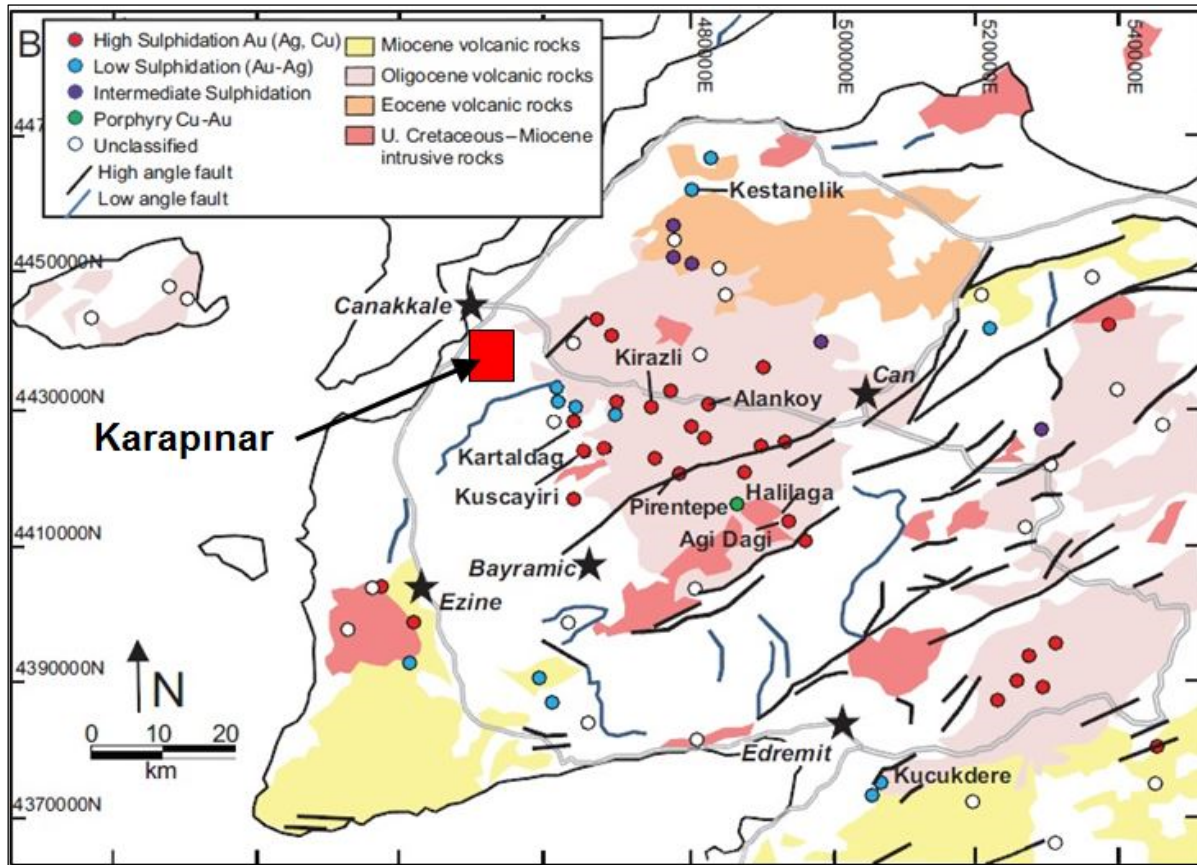 B
High Sulphidation Au (Ag, Cu)
Low Sulphidation (Au-Ag)
Intermediate Sulphidation
Porphyry Cu-Au
Unclassified
High angle fault
Low angle fault
Miocene volcanic rocks
Oligocene volcanic rocks
Eocene volcanic rocks
U. Cretaceous–Miocene
intrusive rocks
480000E
500000E
520000E
540000E
447
4450000N
4430000N
4410000N
4390000N
4370000N
Kestanelik
Canakkale
Kirazli
Can
Alankoy
Karapınar
Kartaldag
Kuscayiri
Pirentepe
Halilaga
Agi Dagi
Bayramic
Ezine
N
0 10 20
km
Edremit
Kucukdere